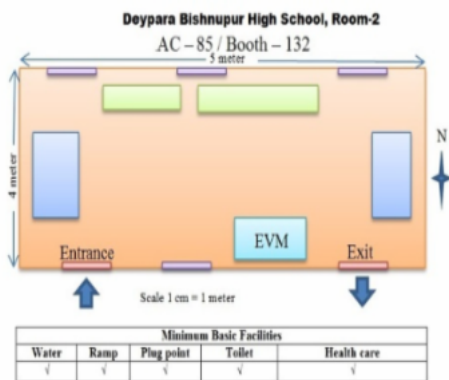 Deypara Bishnupur High School, Room-2
AC – 85 / Booth – 132
5 meter
4 meter
N
EVM
Entrance
Exit
Scale 1 cm = 1 meter
Minimum Basic Facilities
Water Ramp Plug point Toilet Health care
√ √ √ √ √